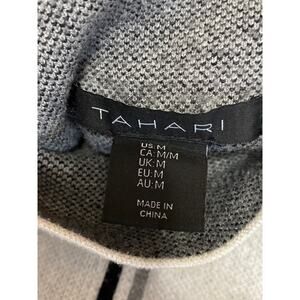 TAHARI
US: M
CA: M/M
UK: M
EU: M
AU: M
MADE IN
CHINA